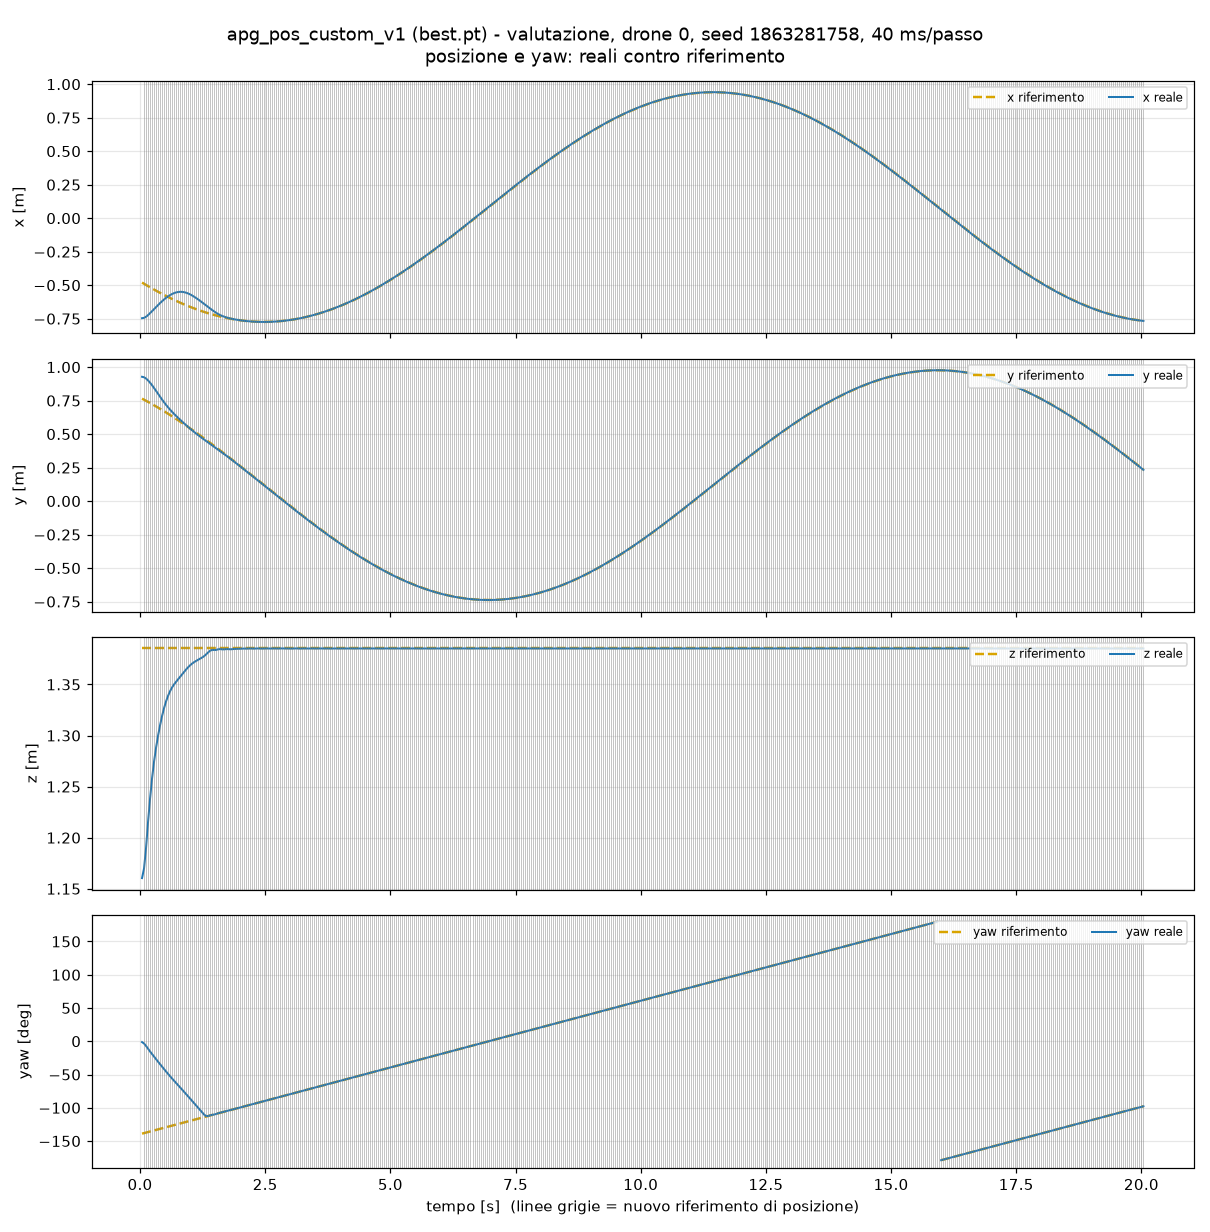 apg_pos_custom_v1 (best.pt) - valutazione, drone 0, seed 1863281758, 40 ms/passo
posizione e yaw: reali contro riferimento
1.00
0.75
0.50
0.25
0.00
−0.25
−0.50
−0.75
x [m]
x riferimento
x reale
1.00
0.75
0.50
0.25
0.00
−0.25
−0.50
−0.75
y [m]
y riferimento
y reale
1.35
1.30
1.25
1.20
1.15
z [m]
z riferimento
z reale
150
100
50
0
−50
−100
−150
yaw [deg]
yaw riferimento
yaw reale
0.0 2.5 5.0 7.5 10.0 12.5 15.0 17.5 20.0
tempo [s]  (linee grigie = nuovo riferimento di posizione)